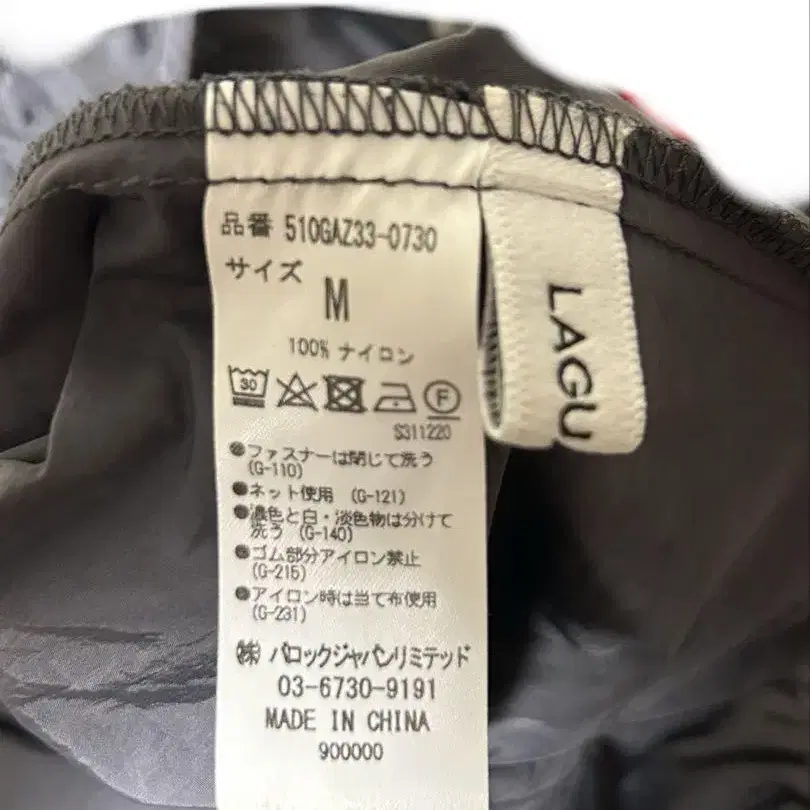 品番 510GAZ33-0730
サイズ
M
100% ナイロン
30
F
S311220
●ファスナーは閉じて洗う
(G-110)
●ネット使用 (G-121)
●濃色と白・淡色物は分けて
洗う (G-140)
●ゴム部分アイロン禁止
(G-215)
●アイロン時は当て布使用
(G-231)
㈱ バロックジャパンリミテッド
03-6730-9191
MADE IN CHINA
900000
LAGU